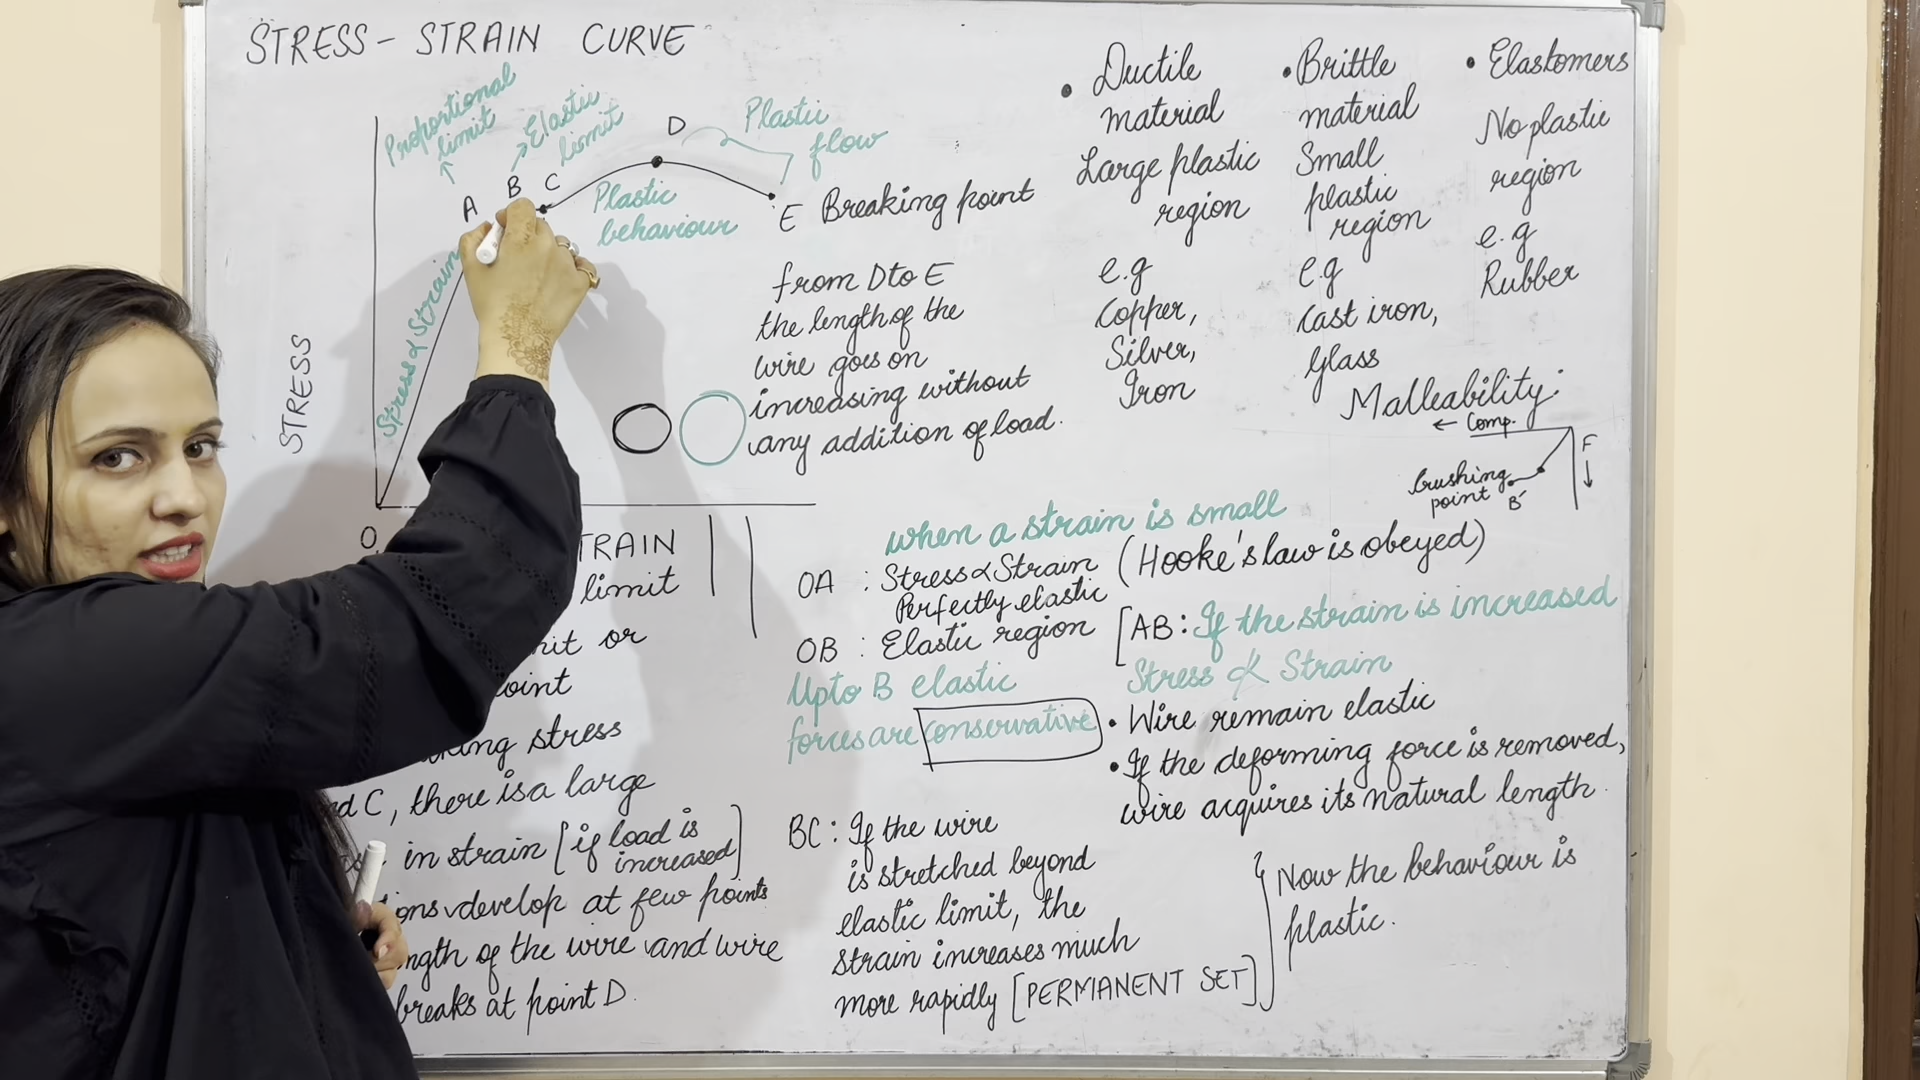 STRESS - STRAIN CURVE
Proportional
limit
Elastic
limit
A
B
C
D
Plastic
flow
Plastic
behaviour
E Breaking point
Stress ∝ Strain
STRESS
O
TRAIN
limit
or
stress
C, there is a large
in strain [if load is
increased]
develop at few points
of the wire and wire
breaks at point D.
from D to E
the length of the
wire goes on
increasing without
any addition of load.
• Ductile
material
Large plastic
region
e.g
Copper,
Silver,
Iron
• Brittle
material
Small
plastic
region
e.g
Cast iron,
Glass
• Elastomers
No plastic
region
e.g
Rubber
Malleability:
← Comp.
F
↓
Crushing
point
B'
when a strain is small
OA : Stress ∝ Strain (Hooke's law is obeyed)
Perfectly elastic
OB : Elastic region
Upto B elastic
forces are conservative
[AB: If the strain is increased
Stress ∝̸ Strain
• Wire remain elastic
• If the deforming force is removed,
wire acquires its natural length.
BC: If the wire
is stretched beyond
elastic limit, the
strain increases much
more rapidly [PERMANENT SET]
Now the behaviour is
plastic.